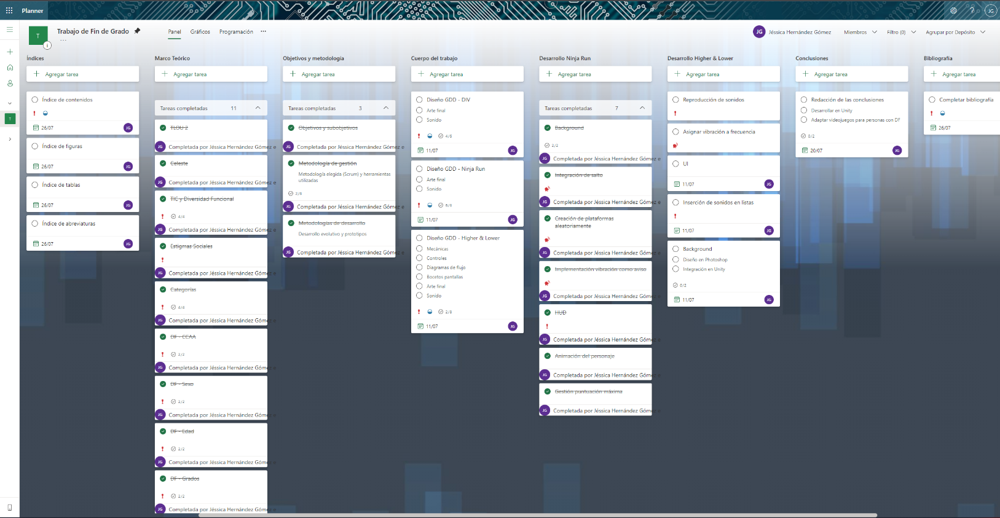 Planner
JG
T
Trabajo de Fin de Grado
Panel
Gráficos
Programación
JG
Jéssica Hernández Gómez
Miembros
Filtro (0)
Agrupar por Depósito
T
Índices
Agregar tarea
Índice de contenidos
26/07
JG
Índice de figuras
26/07
JG
Índice de tablas
26/07
JG
Índice de abreviaturas
26/07
JG
Marco Teórico
Agregar tarea
Tareas completadas 11
TLOU 2
JG Completada por Jéssica Hernández Gómez e
Celeste
JG Completada por Jéssica Hernández Gómez e
TIC y Diversidad Funcional
4/4
JG Completada por Jéssica Hernández Gómez e
Estigmas Sociales
JG Completada por Jéssica Hernández Gómez e
Categorías
4/4
JG Completada por Jéssica Hernández Gómez e
DF - CCAA
2/2
JG Completada por Jéssica Hernández Gómez e
DF - Sexo
2/2
JG Completada por Jéssica Hernández Gómez e
DF - Edad
2/2
JG Completada por Jéssica Hernández Gómez e
DF - Grados
2/2
JG Completada por Jéssica Hernández Gómez e
Objetivos y metodología
Agregar tarea
Tareas completadas 3
Objetivos y subobjetivos
JG Completada por Jéssica Hernández Gómez e
Metodología de gestión
Metodología elegida (Scrum) y herramientas
utilizadas
2/8
JG Completada por Jéssica Hernández Gómez e
Metodologías de desarrollo
Desarrollo evolutivo y prototipos
JG Completada por Jéssica Hernández Gómez e
Cuerpo del trabajo
Agregar tarea
Diseño GDD - DIV
Arte final
Sonido
4/6
11/07
JG
Diseño GDD - Ninja Run
Arte final
Sonido
6/8
11/07
JG
Diseño GDD - Higher & Lower
Mecánicas
Controles
Diagramas de flujo
Bocetos pantallas
Arte final
Sonido
2/8
11/07
JG
Desarrollo Ninja Run
Agregar tarea
Tareas completadas 7
Background
2/2
JG Completada por Jéssica Hernández Gómez e
Integración de salto
JG Completada por Jéssica Hernández Gómez e
Creación de plataformas
aleatoriamente
JG Completada por Jéssica Hernández Gómez e
Implementación vibración como aviso
JG Completada por Jéssica Hernández Gómez e
HUD
JG Completada por Jéssica Hernández Gómez e
Animación del personaje
JG Completada por Jéssica Hernández Gómez e
Gestión puntuación máxima
JG Completada por Jéssica Hernández Gómez e
Desarrollo Higher & Lower
Agregar tarea
Reproducción de sonidos
Asignar vibración a frecuencia
UI
11/07
JG
Inserción de sonidos en listas
11/07
JG
Background
Diseño en Photoshop
Integración en Unity
0/2
11/07
JG
Conclusiones
Agregar tarea
Redacción de las conclusiones
Desarrollar en Unity
Adaptar videojuegos para personas con DF
0/2
20/07
JG
Bibliografía
Agregar tarea
Completar bibliografía
26/07